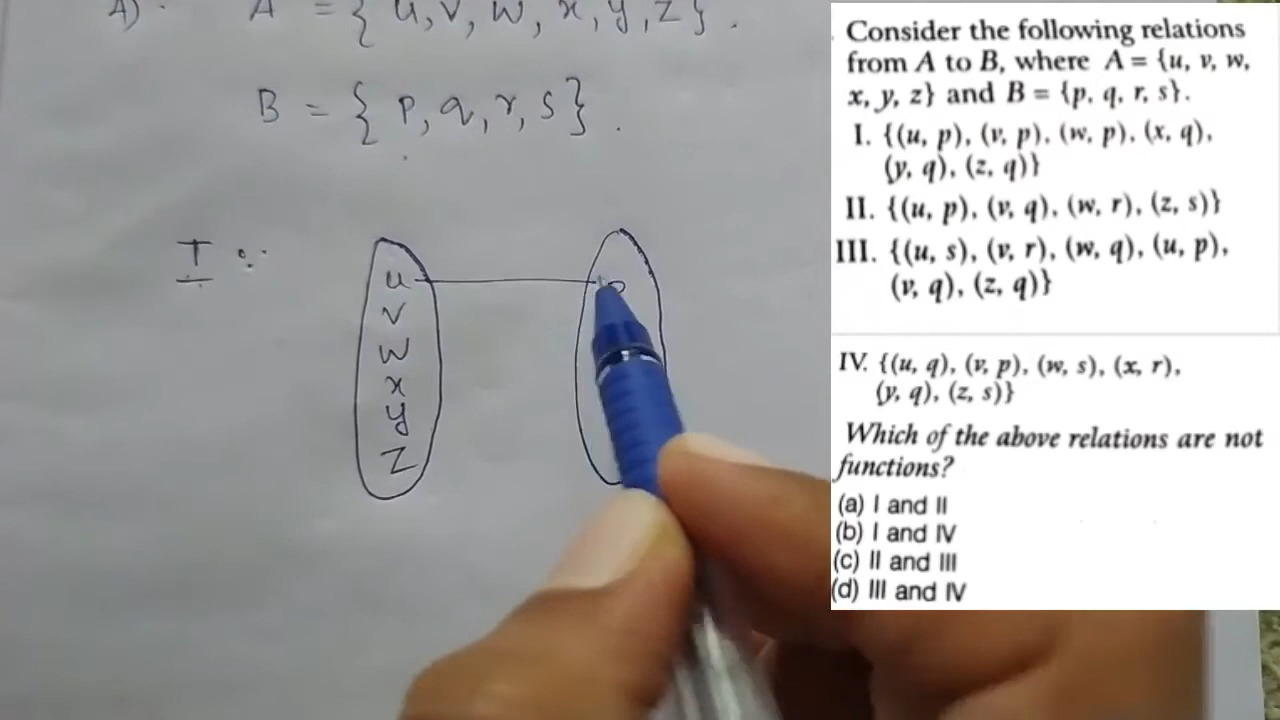 A). A = { u, v, w, x, y, z } .
B = { p, q, r, s } .
I :
u
v
w
x
y
z
Consider the following relations
from A to B, where A = {u, v, w,
x, y, z} and B = {p, q, r, s}.
I. {(u, p), (v, p), (w, p), (x, q),
(y, q), (z, q)}
II. {(u, p), (v, q), (w, r), (z, s)}
III. {(u, s), (v, r), (w, q), (u, p),
(v, q), (z, q)}
IV. {(u, q), (v, p), (w, s), (x, r),
(y, q), (z, s)}
Which of the above relations are not
functions?
(a) I and II
(b) I and IV
(c) II and III
(d) III and IV